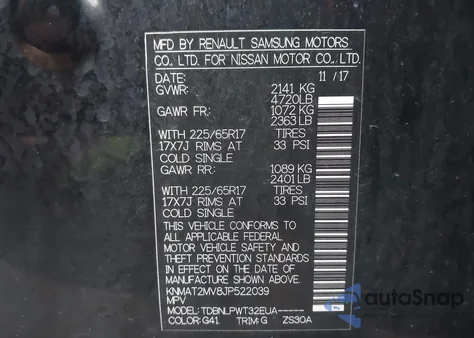 MFD BY RENAULT SAMSUNG MOTORS
CO., LTD. FOR NISSAN MOTOR CO., LTD.
DATE: 11 / 17
GVWR: 2141 KG
4720LB
GAWR FR: 1072 KG
2363 LB
WITH 225/65R17 TIRES
17X7J RIMS AT 33 PSI
COLD SINGLE
GAWR RR: 1089 KG
2401 LB
WITH 225/65R17 TIRES
17X7J RIMS AT 33 PSI
COLD SINGLE
THIS VEHICLE CONFORMS TO
ALL APPLICABLE FEDERAL
MOTOR VEHICLE SAFETY
AND THEFT PREVENTION STANDARDS
IN EFFECT ON THE DATE OF
MANUFACTURE SHOWN ABOVE.
KNMAT2MV8JP522039
MPV
MODEL: TDBNLPWT32EUA-----
COLOR: G41 TRIM:G ZS30A
autoSnap